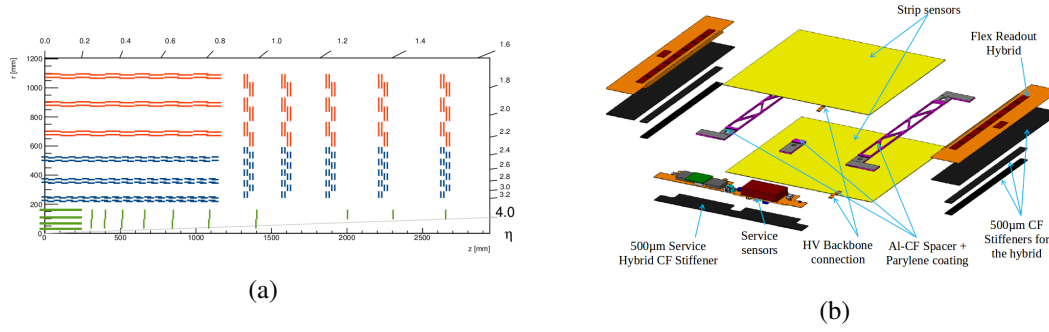 0.0 0.2 0.4 0.6 0.8 1.0 1.2 1.4 1.6
r [mm]
1200
1000
800
600
400
200
0
1.8
2.0
2.2
2.4
2.6
2.8
3.0
3.2
4.0
η
0 500 1000 1500 2000 2500
z [mm]
(a)
Strip sensors
Flex Readout
Hybrid
500μm Service
Hybrid CF Stiffener
Service
sensors
HV Backbone
connection
Al-CF Spacer +
Parylene coating
500μm CF
Stiffeners for
the hybrid
(b)